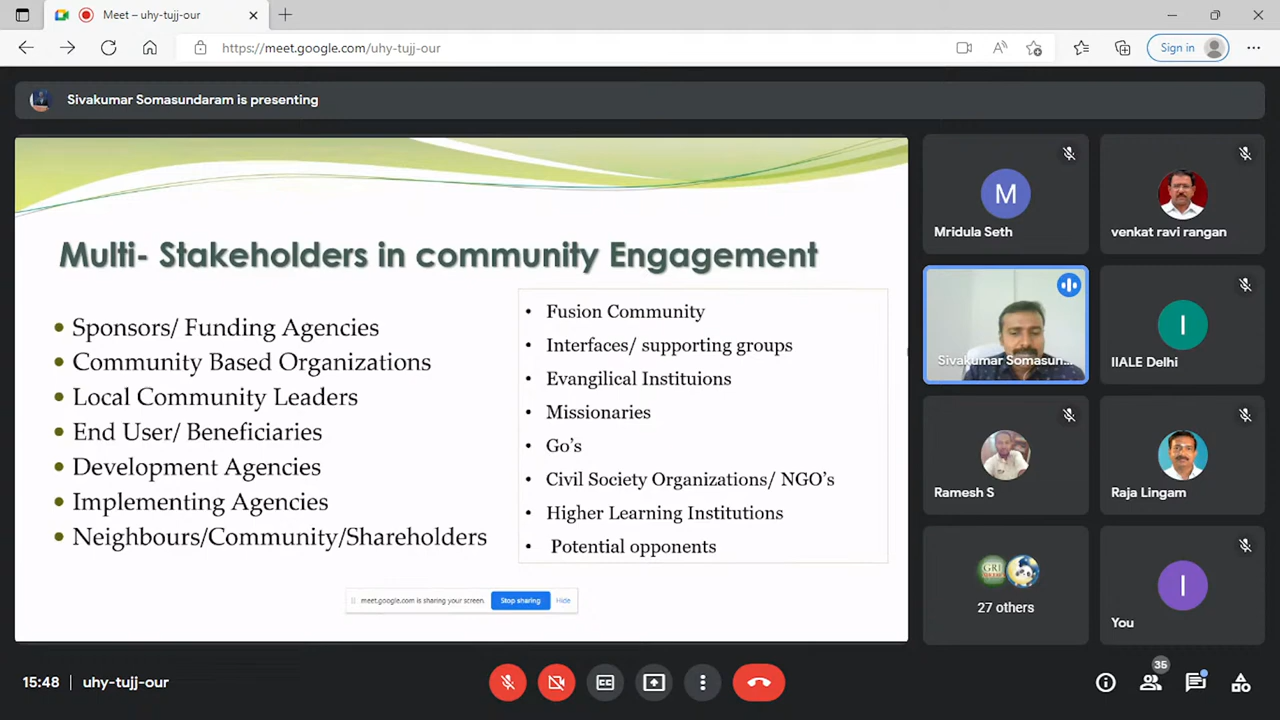 Meet – uhy-tujj-our
https://meet.google.com/uhy-tujj-our
Sign in
Sivakumar Somasundaram is presenting
Multi- Stakeholders in community Engagement
Sponsors/ Funding Agencies
Community Based Organizations
Local Community Leaders
End User/ Beneficiaries
Development Agencies
Implementing Agencies
Neighbours/Community/Shareholders
Fusion Community
Interfaces/ supporting groups
Evangilical Instituions
Missionaries
Go's
Civil Society Organizations/ NGO's
Higher Learning Institutions
Potential opponents
meet.google.com is sharing your screen.
Stop sharing
Hide
M
Mridula Seth
venkat ravi rangan
Sivakumar Somasun...
I
IIALE Delhi
Ramesh S
Raja Lingam
GRI
27 others
I
You
15:48 | uhy-tujj-our
35